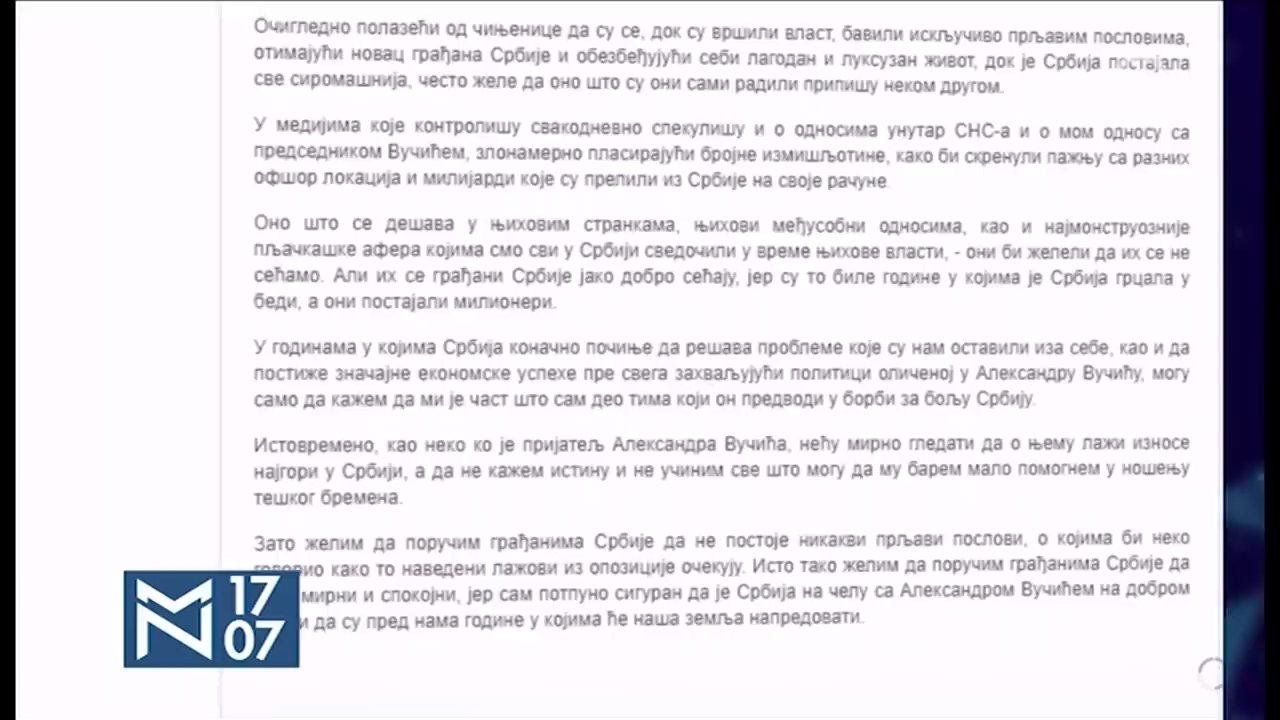 Очигледно полазећи од чињенице да су се, док су вршили власт, бавили искључиво прљавим пословима,
отимајући новац грађана Србије и обезбеђујући себи лагодан и луксузан живот, док је Србија постајала
све сиромашнија, често желе да оно што су они сами радили припишу неком другом.
У медијима које контролишу свакодневно спекулишу и о односима унутар СНС-а и о мом односу са
председником Вучићем, злонамерно пласирајући бројне измишљотине, како би скренули пажњу са разних
офшор локација и милијарди које су прелили из Србије на своје рачуне.
Оно што се дешава у њиховим странкама, њихови међусобни односима, као и најмонструозније
пљачкашке афера којима смо сви у Србији сведочили у време њихове власти, - они би желели да их се не
сећамо. Али их се грађани Србије јако добро сећају, јер су то биле године у којима је Србија грцала у
беди, а они постајали милионери.
У годинама у којима Србија коначно почиње да решава проблеме које су нам оставили иза себе, као и да
постиже значајне економске успехе пре свега захваљујући политици оличеној у Александру Вучићу, могу
само да кажем да ми је част што сам део тима који он предводи у борби за бољу Србију.
Истовремено, као неко ко је пријатељ Александра Вучића, нећу мирно гледати да о њему лажи износе
најгори у Србији, а да не кажем истину и не учиним све што могу да му барем мало помогнем у ношењу
тешког бремена.
Зато желим да поручим грађанима Србије да не постоје никакви прљави послови, о којима би неко
како то наведени лажови из опозиције очекују. Исто тако желим да поручим грађанима Србије да
мирни и спокојни, јер сам потпуно сигуран да је Србија на челу са Александром Вучићем на добром
и да су пред нама године у којима ће наша земља напредовати.
17
07